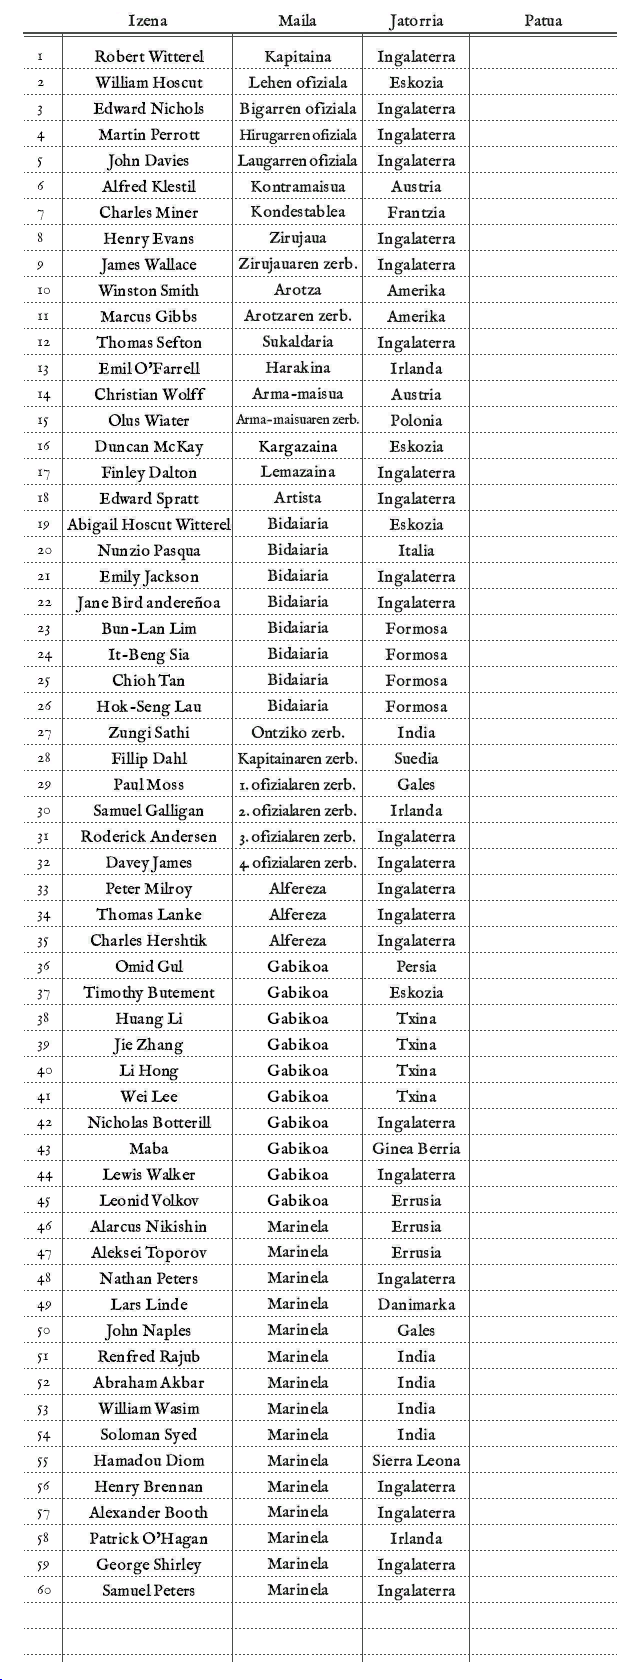 Izena Maila Jatorria Patua
1 Robert Witterel Kapitaina Ingalaterra
2 William Hoscut Lehen ofiziala Eskozia
3 Edward Nichols Bigarren ofiziala Ingalaterra
4 Martin Perrott Hirugarren ofiziala Ingalaterra
5 John Davies Laugarren ofiziala Ingalaterra
6 Alfred Klestil Kontramaisua Austria
7 Charles Miner Kondestablea Frantzia
8 Henry Evans Zirujaua Ingalaterra
9 James Wallace Zirujauaren zerb. Ingalaterra
10 Winston Smith Arotza Amerika
11 Marcus Gibbs Arotzaren zerb. Amerika
12 Thomas Sefton Sukaldaria Ingalaterra
13 Emil O'Farrell Harakina Irlanda
14 Christian Wolff Arma-maisua Austria
15 Olus Wiater Arma-maisuaren zerb. Polonia
16 Duncan McKay Kargazaina Eskozia
17 Finley Dalton Lemazaina Ingalaterra
18 Edward Spratt Artista Ingalaterra
19 Abigail Hoscut Witterel Bidaiaria Eskozia
20 Nunzio Pasqua Bidaiaria Italia
21 Emily Jackson Bidaiaria Ingalaterra
22 Jane Bird andereñoa Bidaiaria Ingalaterra
23 Bun-Lan Lim Bidaiaria Formosa
24 It-Beng Sia Bidaiaria Formosa
25 Chioh Tan Bidaiaria Formosa
26 Hok-Seng Lau Bidaiaria Formosa
27 Zungi Sathi Ontziko zerb. India
28 Fillip Dahl Kapitainaren zerb. Suedia
29 Paul Moss 1. ofizialaren zerb. Gales
30 Samuel Galligan 2. ofizialaren zerb. Irlanda
31 Roderick Andersen 3. ofizialaren zerb. Ingalaterra
32 Davey James 4. ofizialaren zerb. Ingalaterra
33 Peter Milroy Alfereza Ingalaterra
34 Thomas Lanke Alfereza Ingalaterra
35 Charles Hershtik Alfereza Ingalaterra
36 Omid Gul Gabikoa Persia
37 Timothy Butement Gabikoa Eskozia
38 Huang Li Gabikoa Txina
39 Jie Zhang Gabikoa Txina
40 Li Hong Gabikoa Txina
41 Wei Lee Gabikoa Txina
42 Nicholas Botterill Gabikoa Ingalaterra
43 Maba Gabikoa Ginea Berria
44 Lewis Walker Gabikoa Ingalaterra
45 Leonid Volkov Gabikoa Errusia
46 Alarcus Nikishin Marinela Errusia
47 Aleksei Toporov Marinela Errusia
48 Nathan Peters Marinela Ingalaterra
49 Lars Linde Marinela Danimarka
50 John Naples Marinela Gales
51 Renfred Rajub Marinela India
52 Abraham Akbar Marinela India
53 William Wasim Marinela India
54 Soloman Syed Marinela India
55 Hamadou Diom Marinela Sierra Leona
56 Henry Brennan Marinela Ingalaterra
57 Alexander Booth Marinela Ingalaterra
58 Patrick O'Hagan Marinela Irlanda
59 George Shirley Marinela Ingalaterra
60 Samuel Peters Marinela Ingalaterra